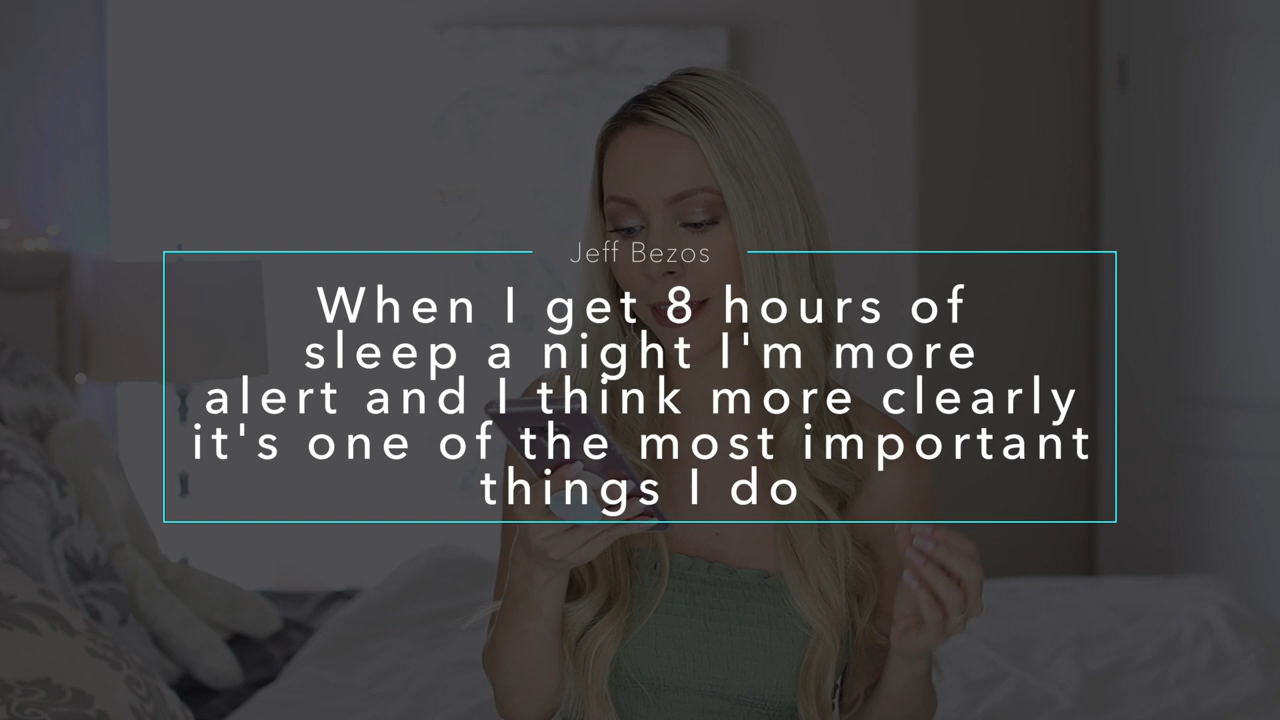 Jeff Bezos
When I get 8 hours of
sleep a night I'm more
alert and I think more clearly
it's one of the most important
things I do